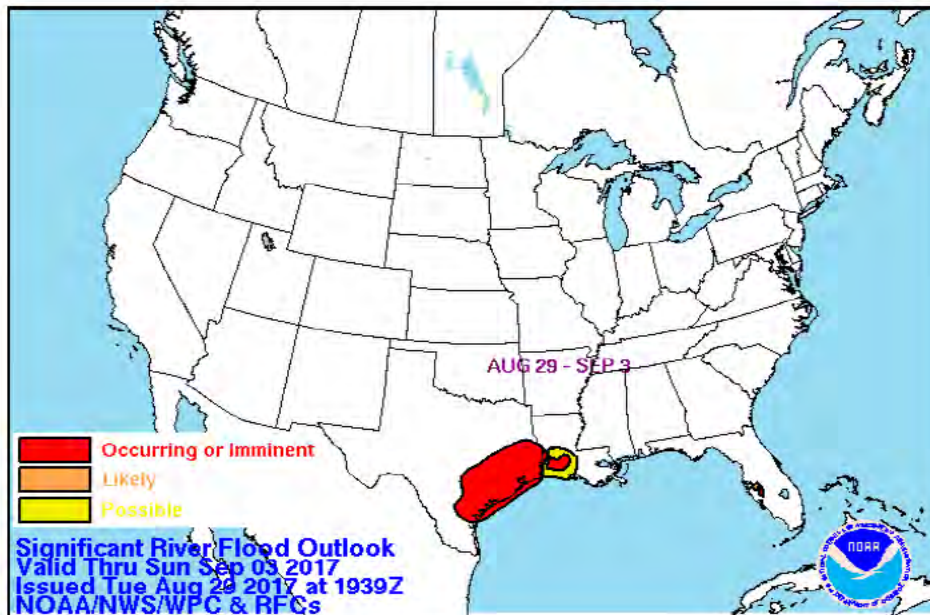 AUG 29 - SEP 3
Occurring or Imminent
Likely
Possible
Significant River Flood Outlook
Valid Thru Sun Sep 03 2017
Issued Tue Aug 29 2017 at 1939Z
NOAA/NWS/WPC & RFCs
NOAA